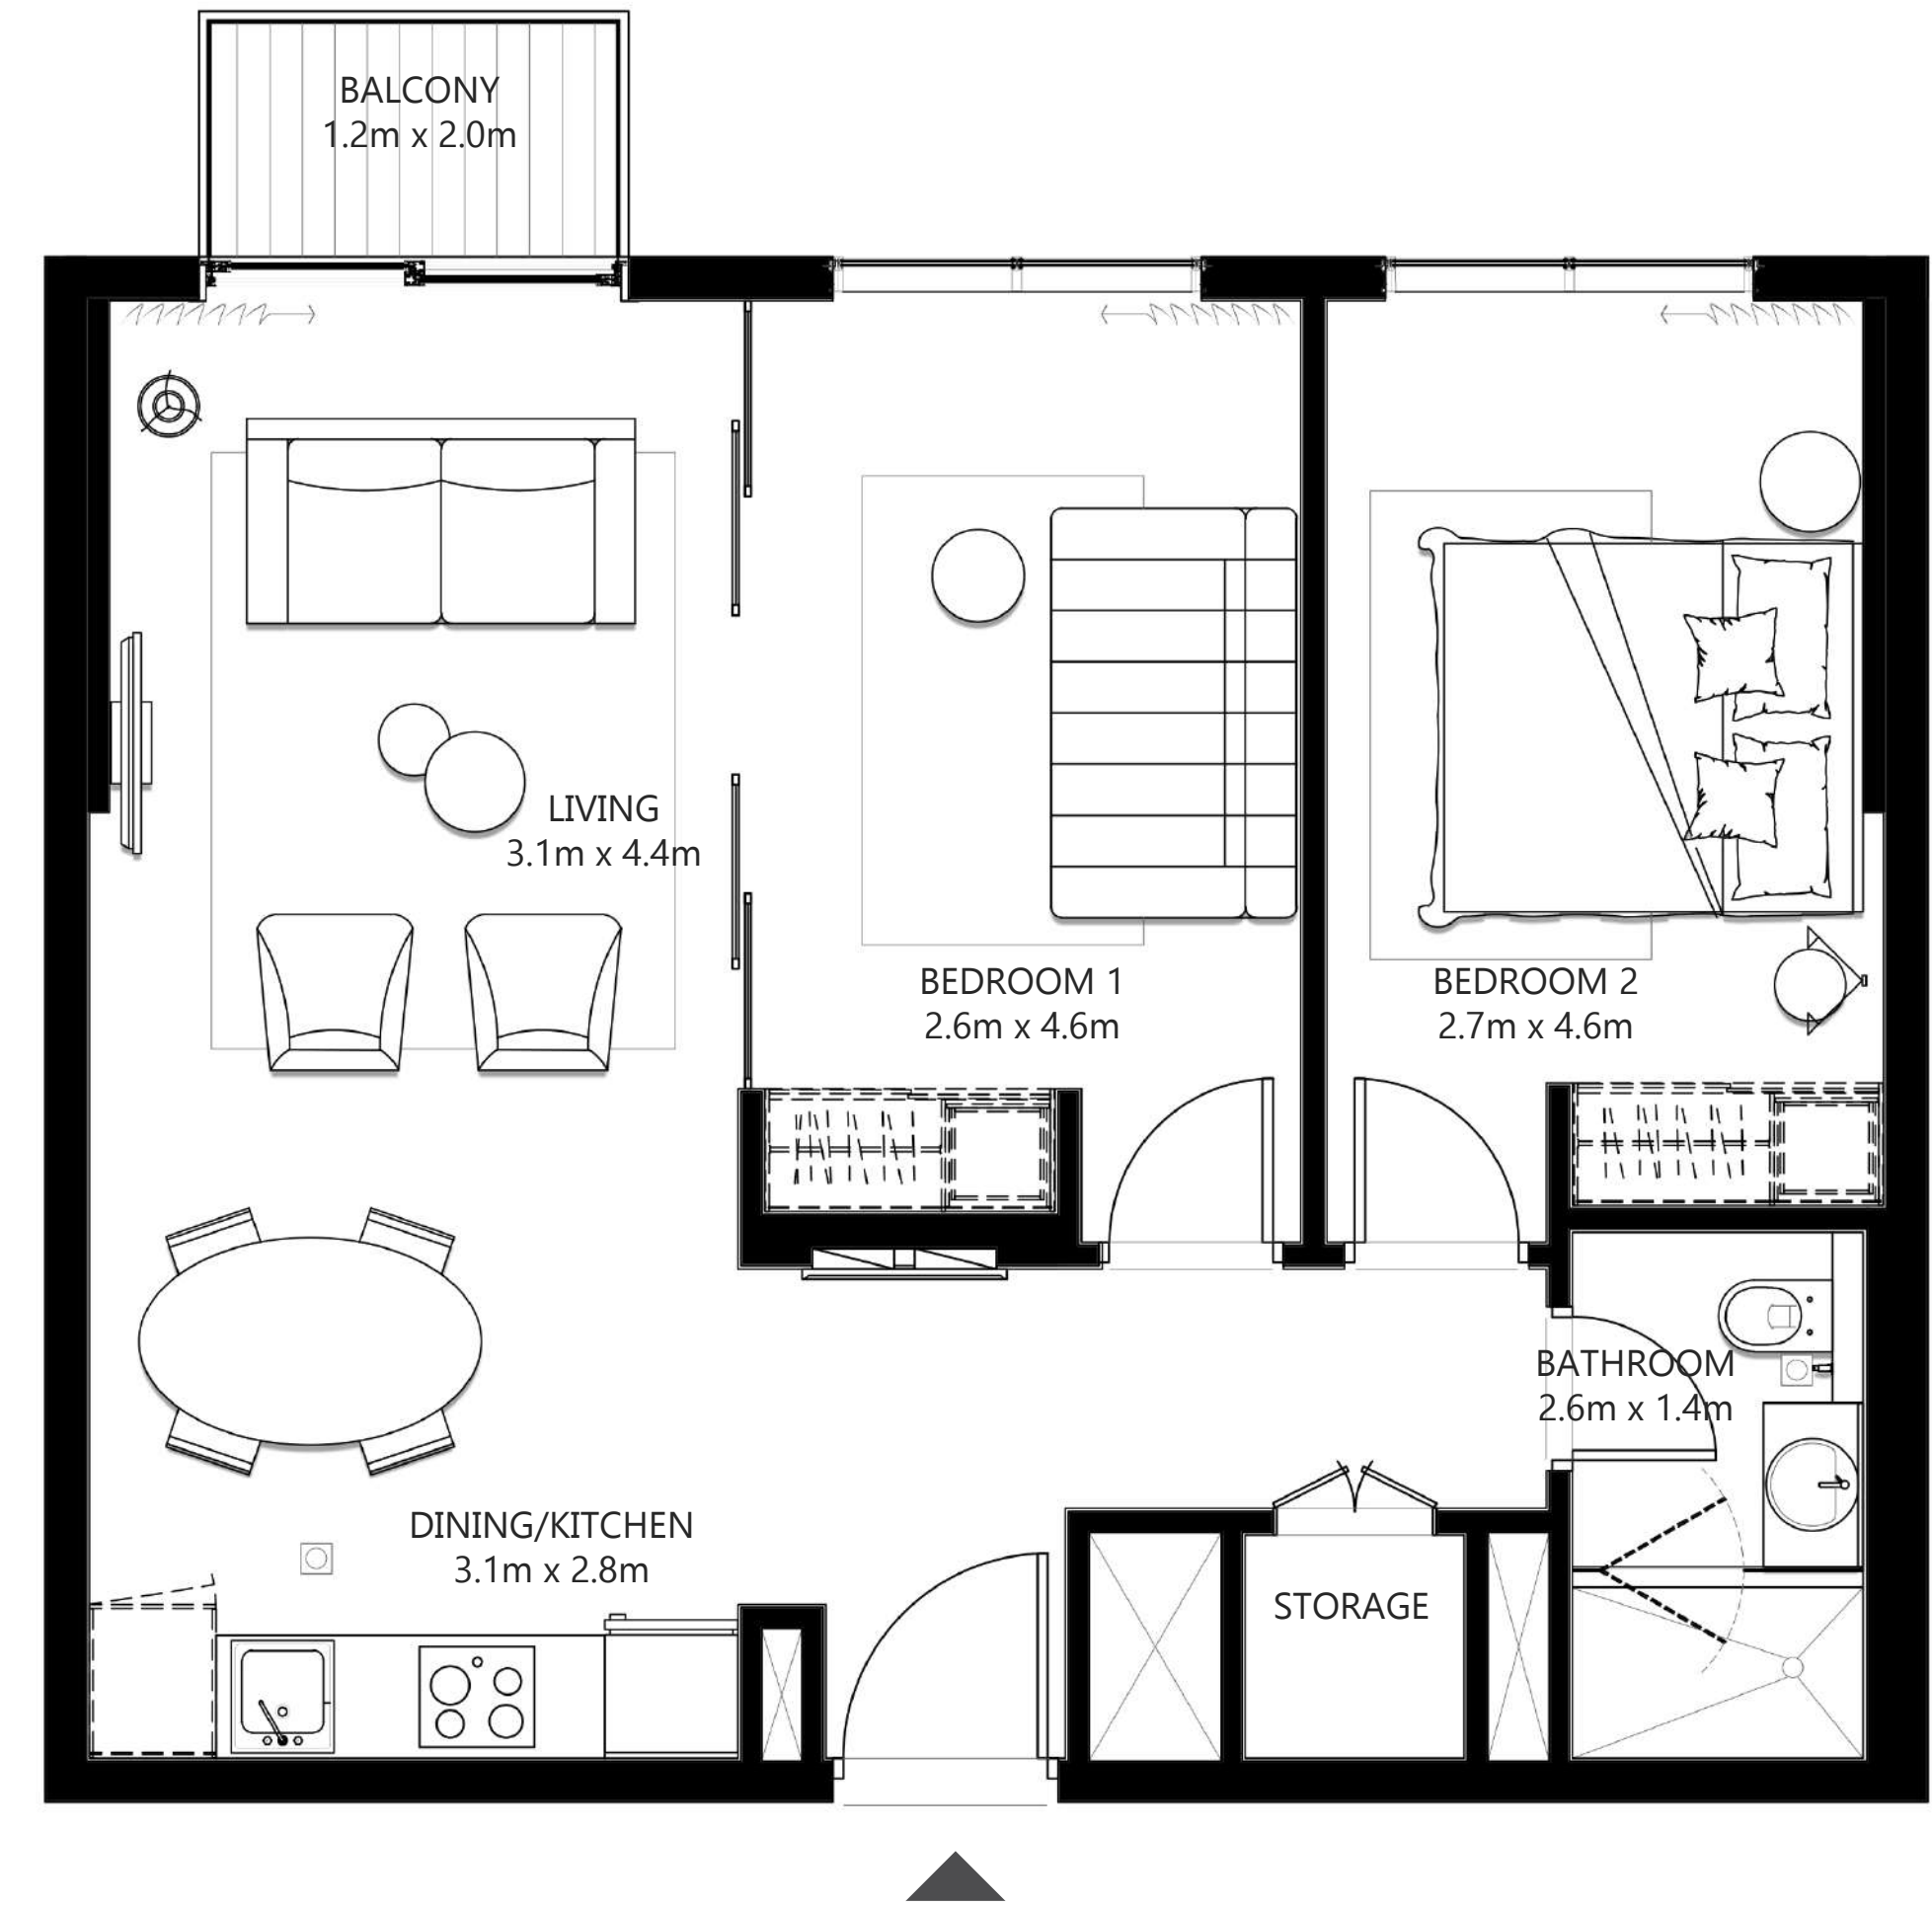 BALCONY
1.2m x 2.0m
LIVING
3.1m x 4.4m
BEDROOM 1
2.6m x 4.6m
BEDROOM 2
2.7m x 4.6m
BATHROOM
2.6m x 1.4m
DINING/KITCHEN
3.1m x 2.8m
STORAGE